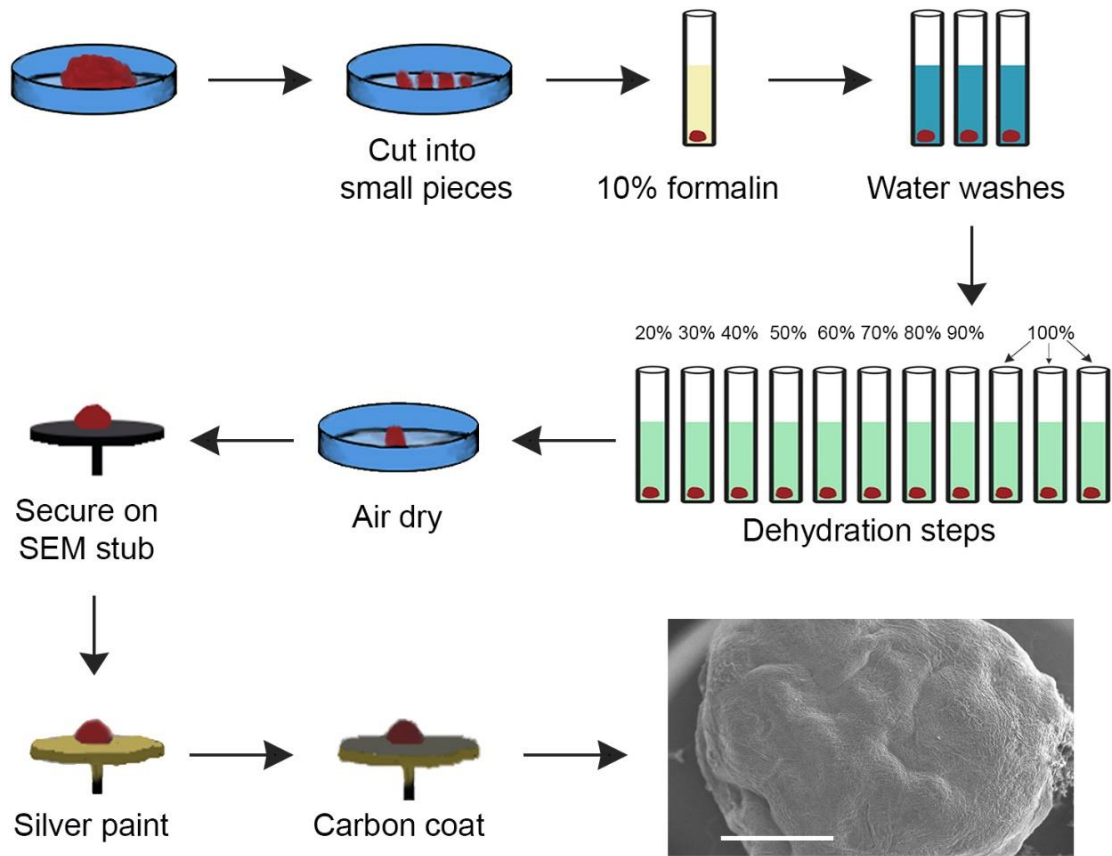 Cut into
small pieces
10% formalin
Water washes
20% 30% 40% 50% 60% 70% 80% 90% 100%
Dehydration steps
Air dry
Secure on
SEM stub
Silver paint
Carbon coat